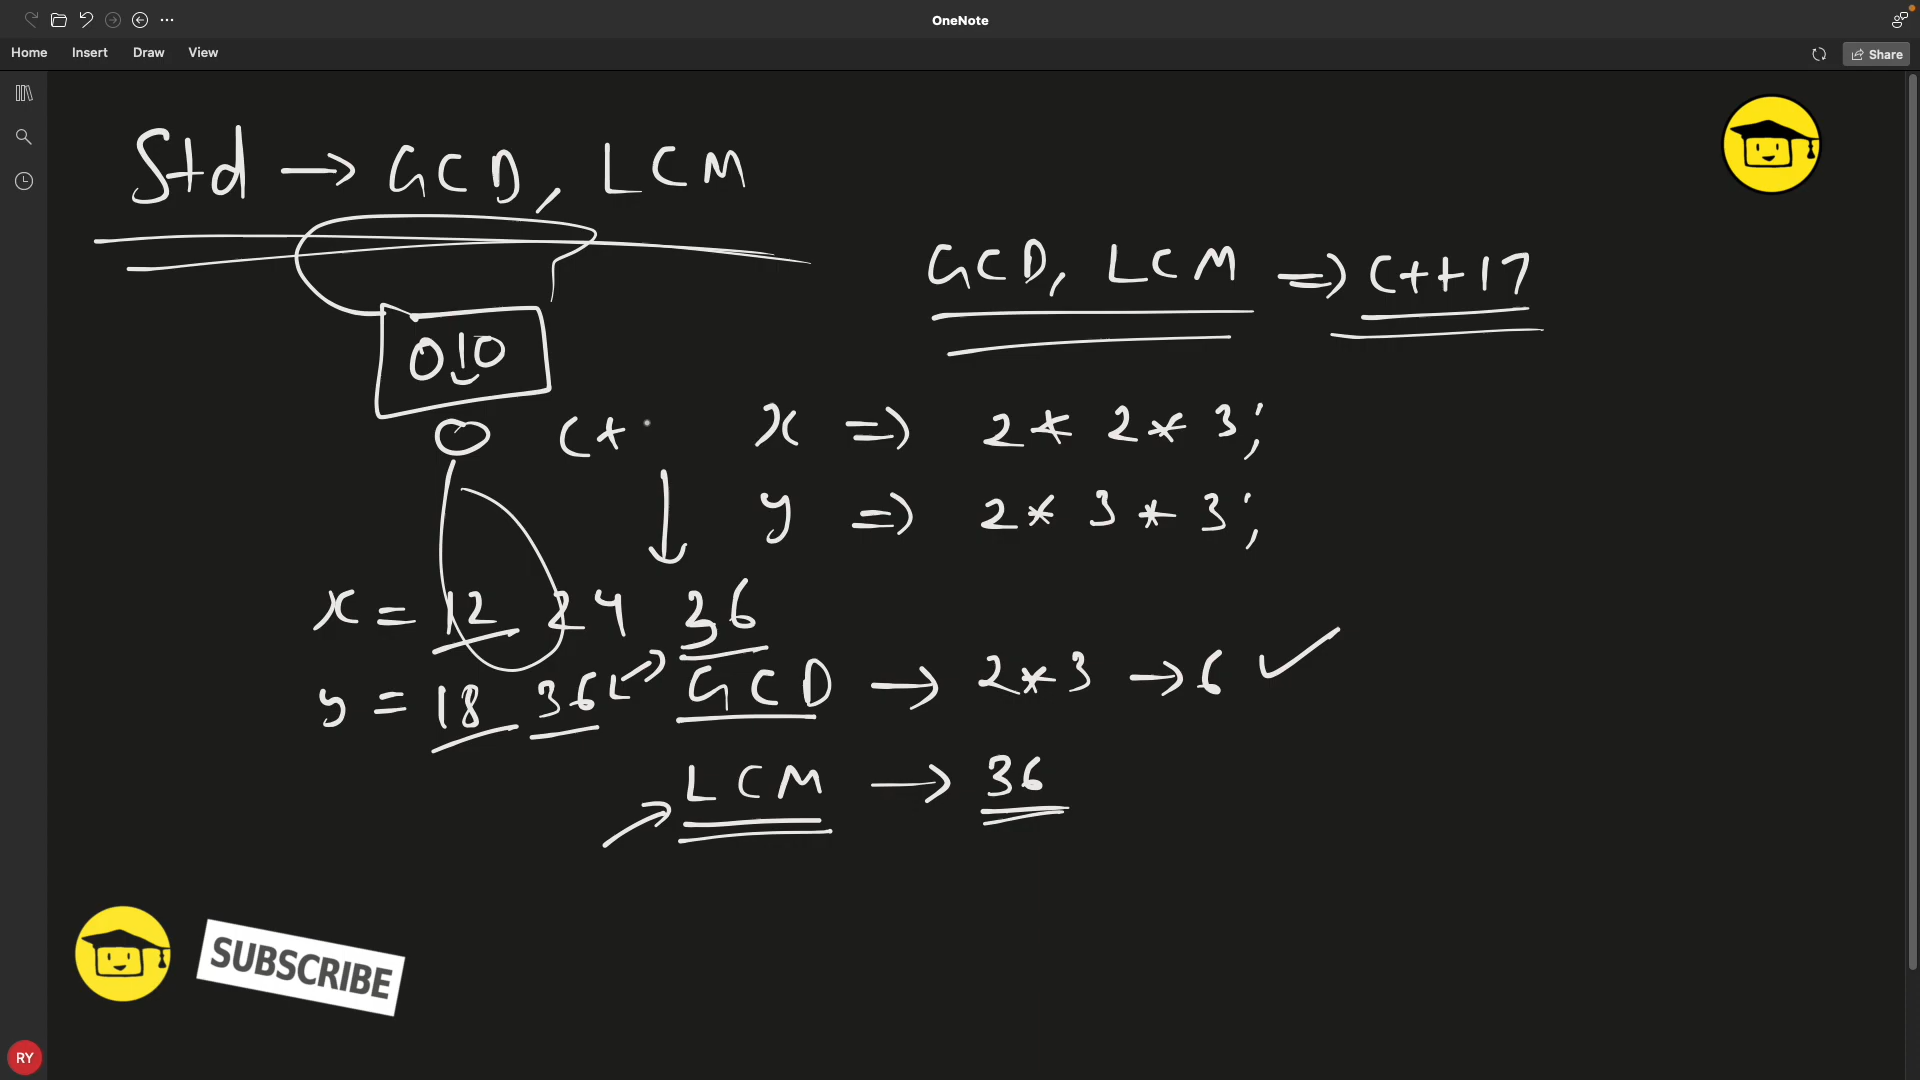 OneNote
Home Insert Draw View
Share
Std → GCD, LCM
GCD, LCM => C++17
010
0 C+
x => 2 * 2 * 3;
y => 2 * 3 * 3;
x = 12 24 36
y = 18 36
GCD → 2*3 → 6 ✓
LCM → 36
SUBSCRIBE
RY